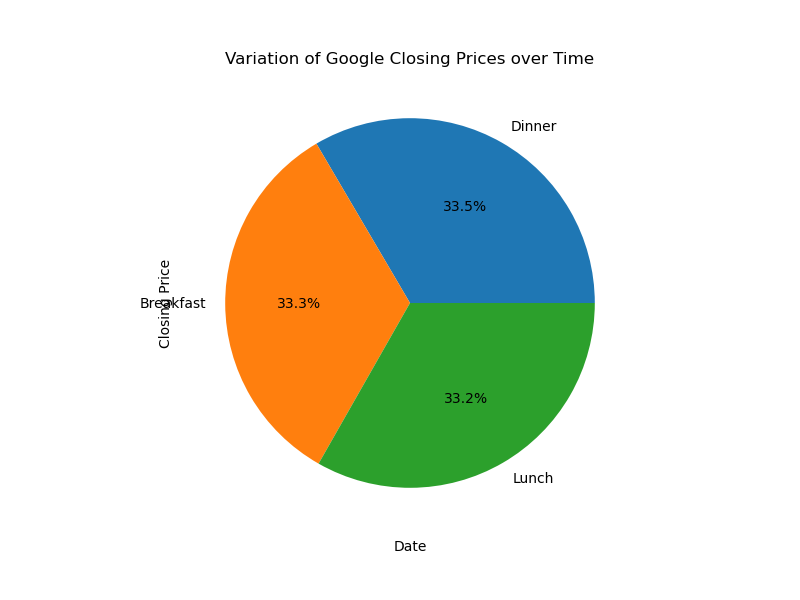 Variation of Google Closing Prices over Time
Dinner
33.5%
Breakfast
33.3%
Closing Price
33.2%
Lunch
Date